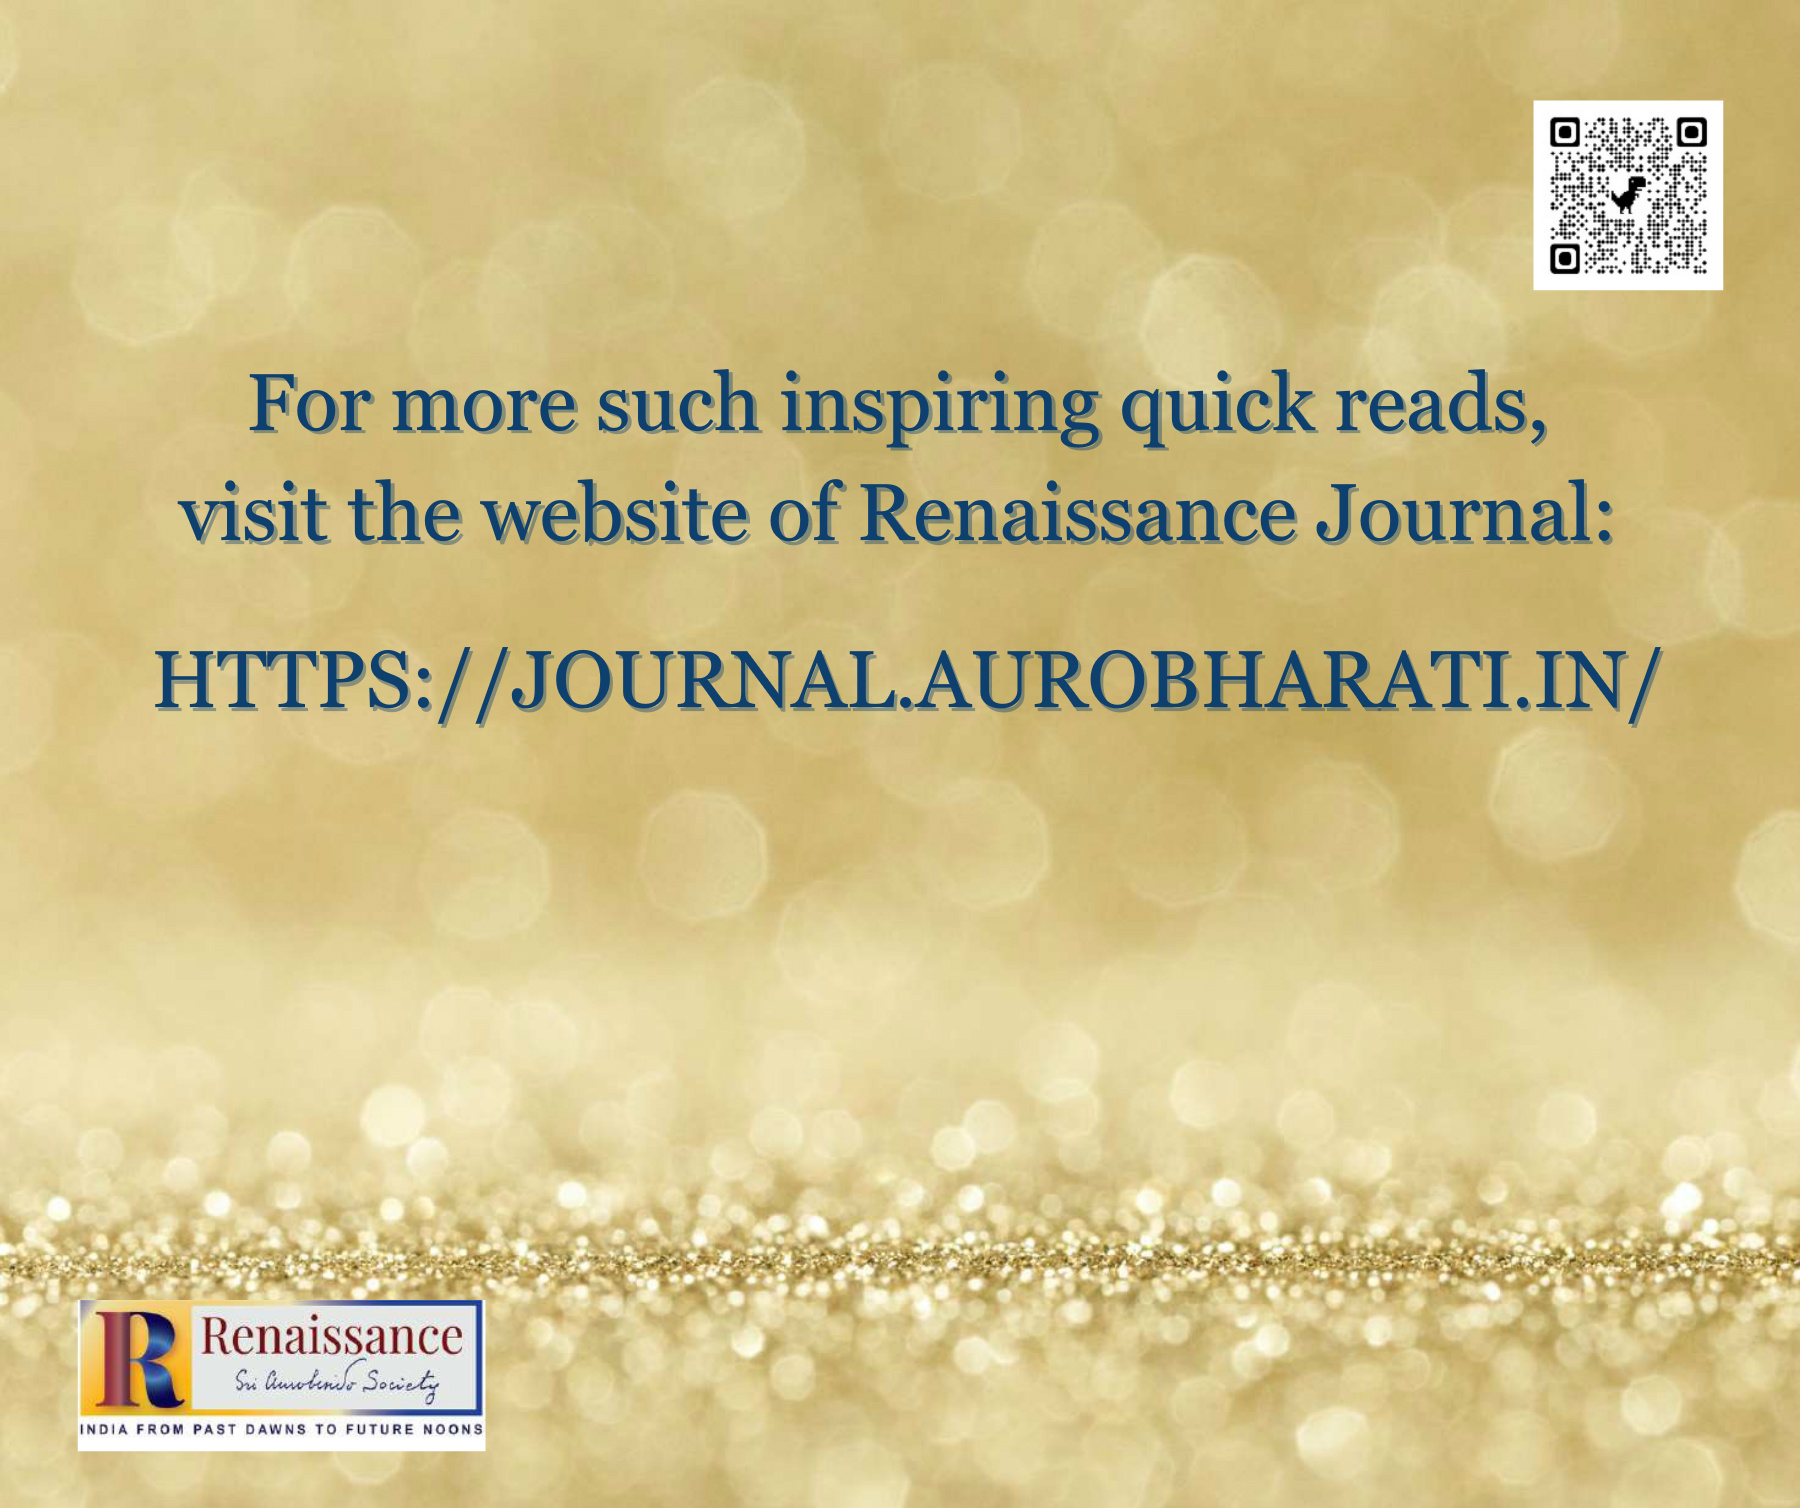 For more such inspiring quick reads,
visit the website of Renaissance Journal:
HTTPS://JOURNAL.AUROBHARATI.IN/
R Renaissance
Sri Aurobindo Society
INDIA FROM PAST DAWNS TO FUTURE NOONS